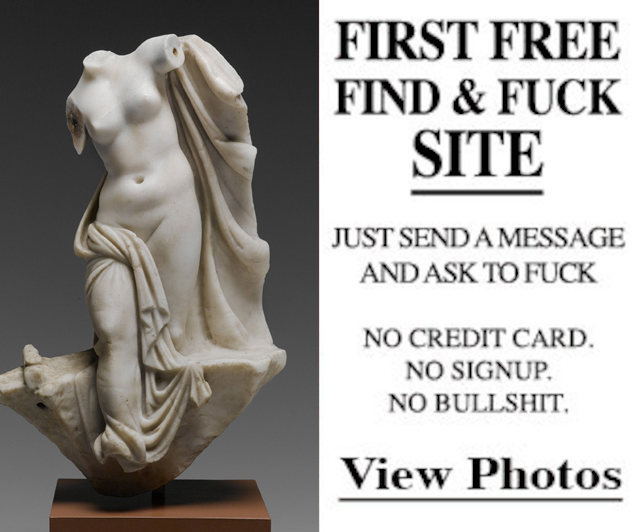 FIRST FREE
FIND & FUCK
SITE
JUST SEND A MESSAGE
AND ASK TO FUCK
NO CREDIT CARD.
NO SIGNUP.
NO BULLSHIT.
View Photos